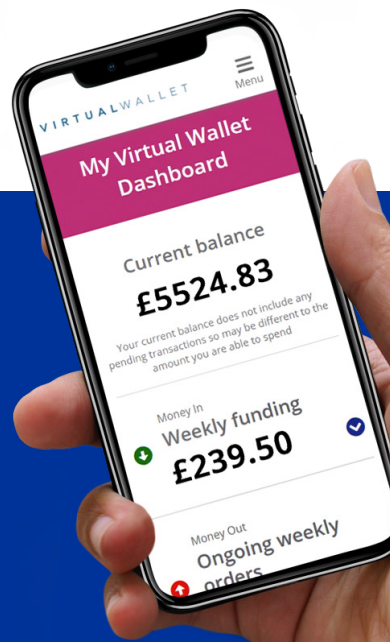 VIRTUALWALLET
Menu
My Virtual Wallet
Dashboard
Current balance
£5524.83
Your current balance does not include any
pending transactions so may be different to the
amount you are able to spend
Money In
Weekly funding
£239.50
Money Out
Ongoing weekly
orders